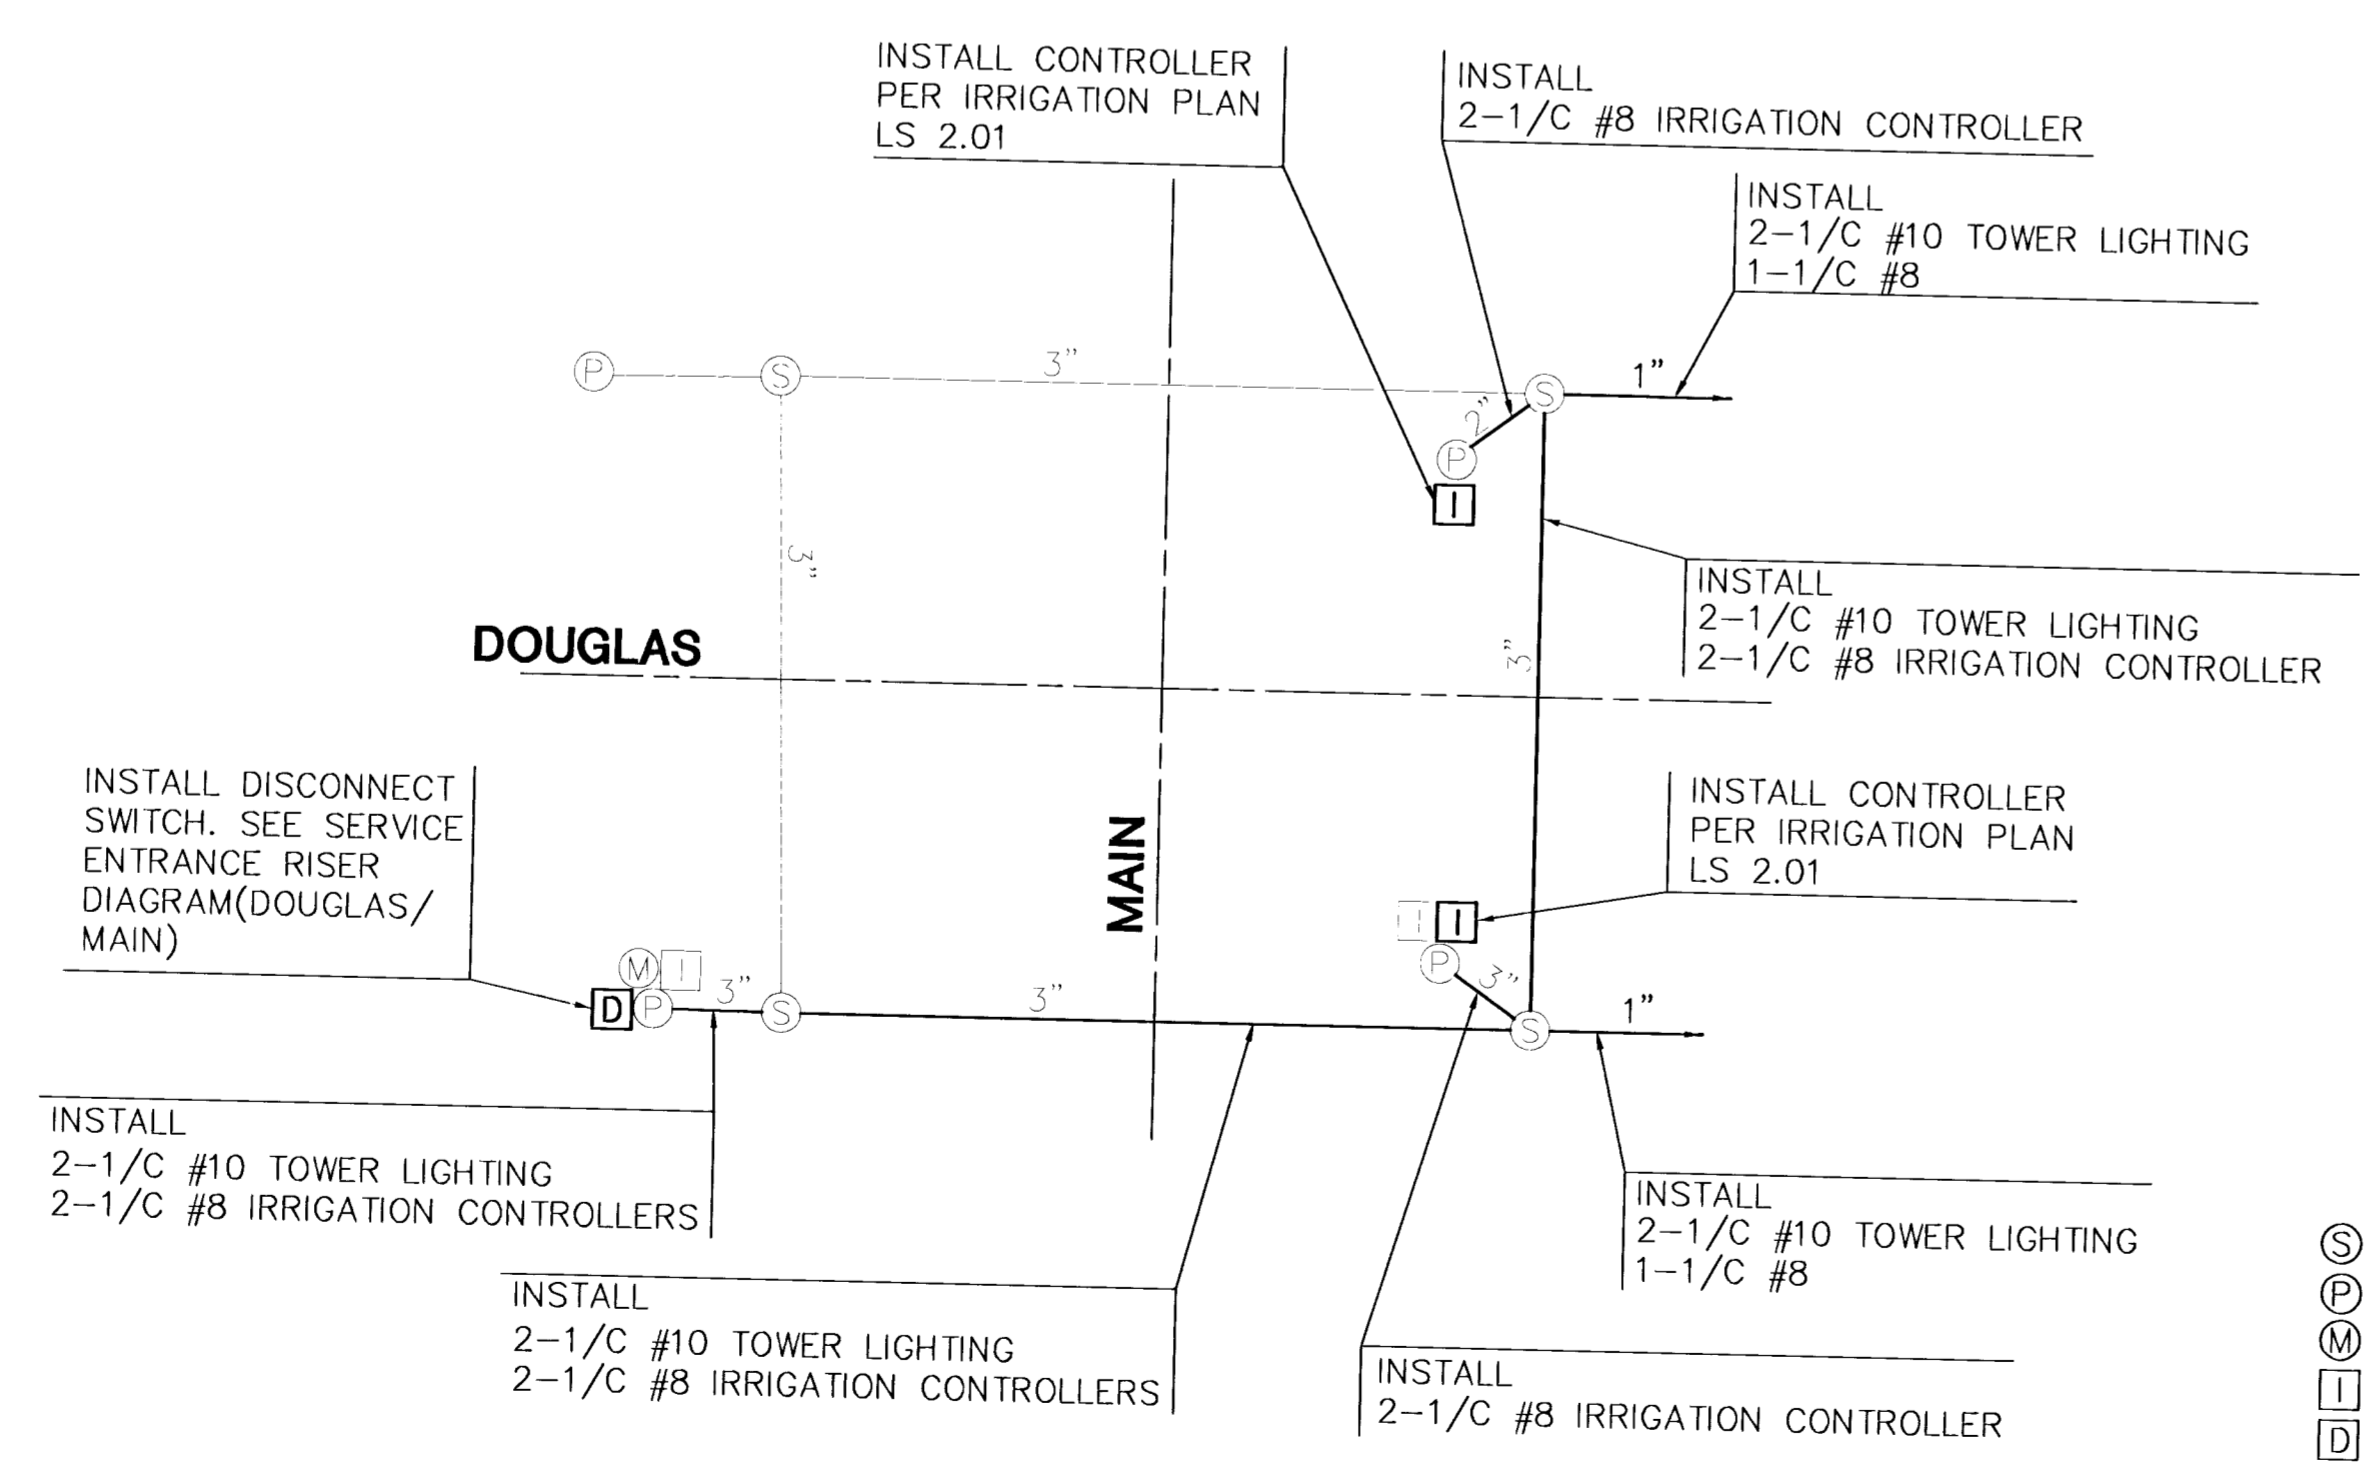 INSTALL CONTROLLER
PER IRRIGATION PLAN
LS 2.01
INSTALL
2-1/C #8 IRRIGATION CONTROLLER
INSTALL
2-1/C #10 TOWER LIGHTING
1-1/C #8
P
S
3"
S
1"
2"
P
I
3"
INSTALL
2-1/C #10 TOWER LIGHTING
2-1/C #8 IRRIGATION CONTROLLER
3"
DOUGLAS
MAIN
INSTALL DISCONNECT
SWITCH. SEE SERVICE
ENTRANCE RISER
DIAGRAM(DOUGLAS/
MAIN)
INSTALL CONTROLLER
PER IRRIGATION PLAN
LS 2.01
I
I
P
3"
M
I
D
P
3"
S
3"
S
1"
INSTALL
2-1/C #10 TOWER LIGHTING
2-1/C #8 IRRIGATION CONTROLLERS
INSTALL
2-1/C #10 TOWER LIGHTING
1-1/C #8
INSTALL
2-1/C #10 TOWER LIGHTING
2-1/C #8 IRRIGATION CONTROLLERS
INSTALL
2-1/C #8 IRRIGATION CONTROLLER
S
P
M
I
D